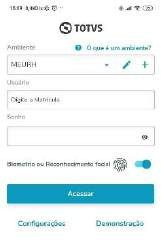 TOTVS
Ambiente O que é um ambiente?
MEURH
Usuário
Digite a Matrícula
Senha
Biometria ou Reconhecimento facial
Acessar
Configurações Demonstração